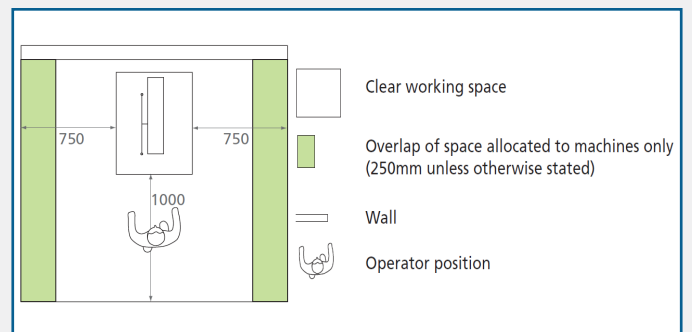 750
750
1000
Clear working space
Overlap of space allocated to machines only
(250mm unless otherwise stated)
Wall
Operator position